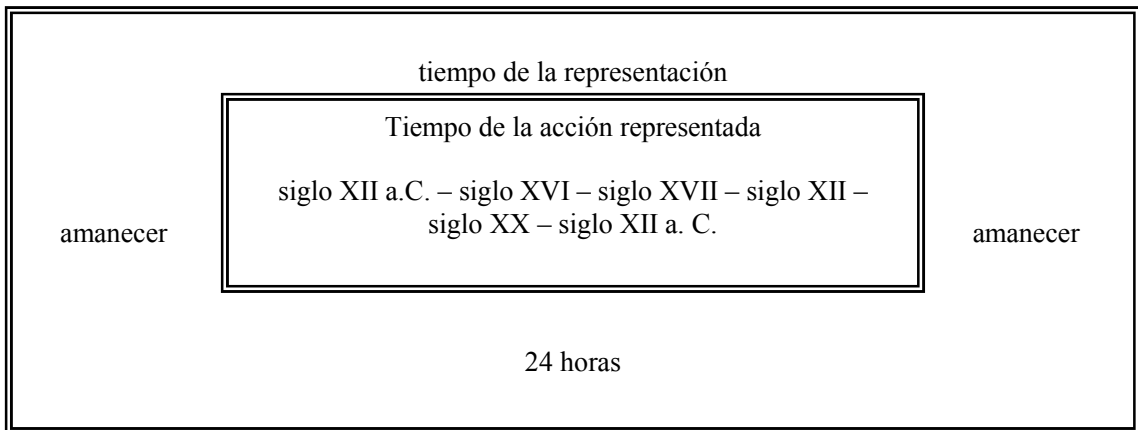 tiempo de la representación
Tiempo de la acción representada
siglo XII a.C. – siglo XVI – siglo XVII – siglo XII –
siglo XX – siglo XII a. C.
amanecer
amanecer
24 horas